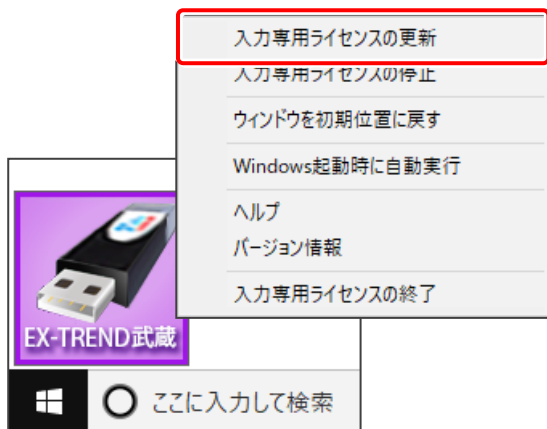 入力専用ライセンスの更新
入力専用ライセンスの停止
ウィンドウを初期位置に戻す
Windows起動時に自動実行
ヘルプ
バージョン情報
入力専用ライセンスの終了
EX-TREND武蔵
ここに入力して検索